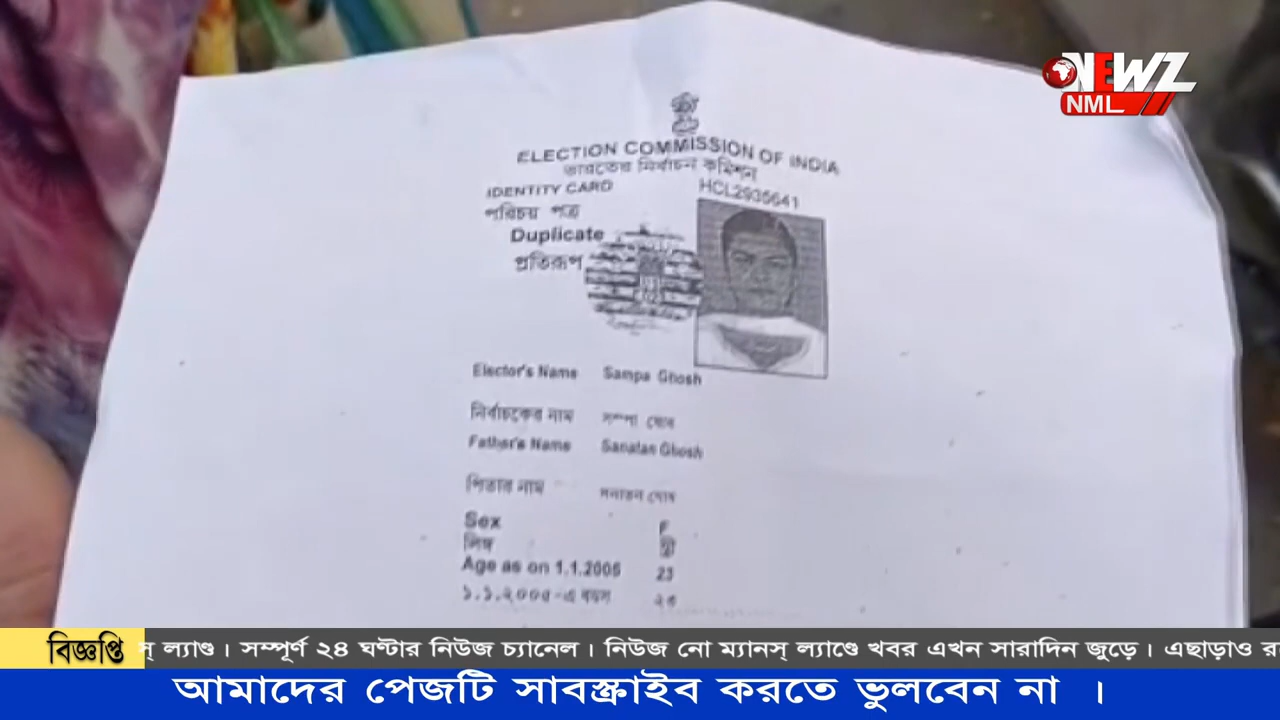 NEWZ
NML
ELECTION COMMISSION OF INDIA
ভারতের নির্বাচন কমিশন
IDENTITY CARD HCL2935641
পরিচয় পত্র
Duplicate
প্রতিরূপ
Elector's Name Sampa Ghosh
নির্বাচকের নাম সম্পা ঘোষ
Father's Name Sanatan Ghosh
পিতার নাম সনাতন ঘোষ
Sex F
লিঙ্গ স্ত্রী
Age as on 1.1.2005 23
১.১.২০০৫-এ বয়স ২৩
বিজ্ঞপ্তি স্ ল্যাণ্ড। সম্পূর্ণ ২৪ ঘণ্টার নিউজ চ্যানেল। নিউজ নো ম্যানস্ ল্যাণ্ডে খবর এখন সারাদিন জুড়ে। এছাড়াও
আমাদের পেজটি সাবস্ক্রাইব করতে ভুলবেন না ।